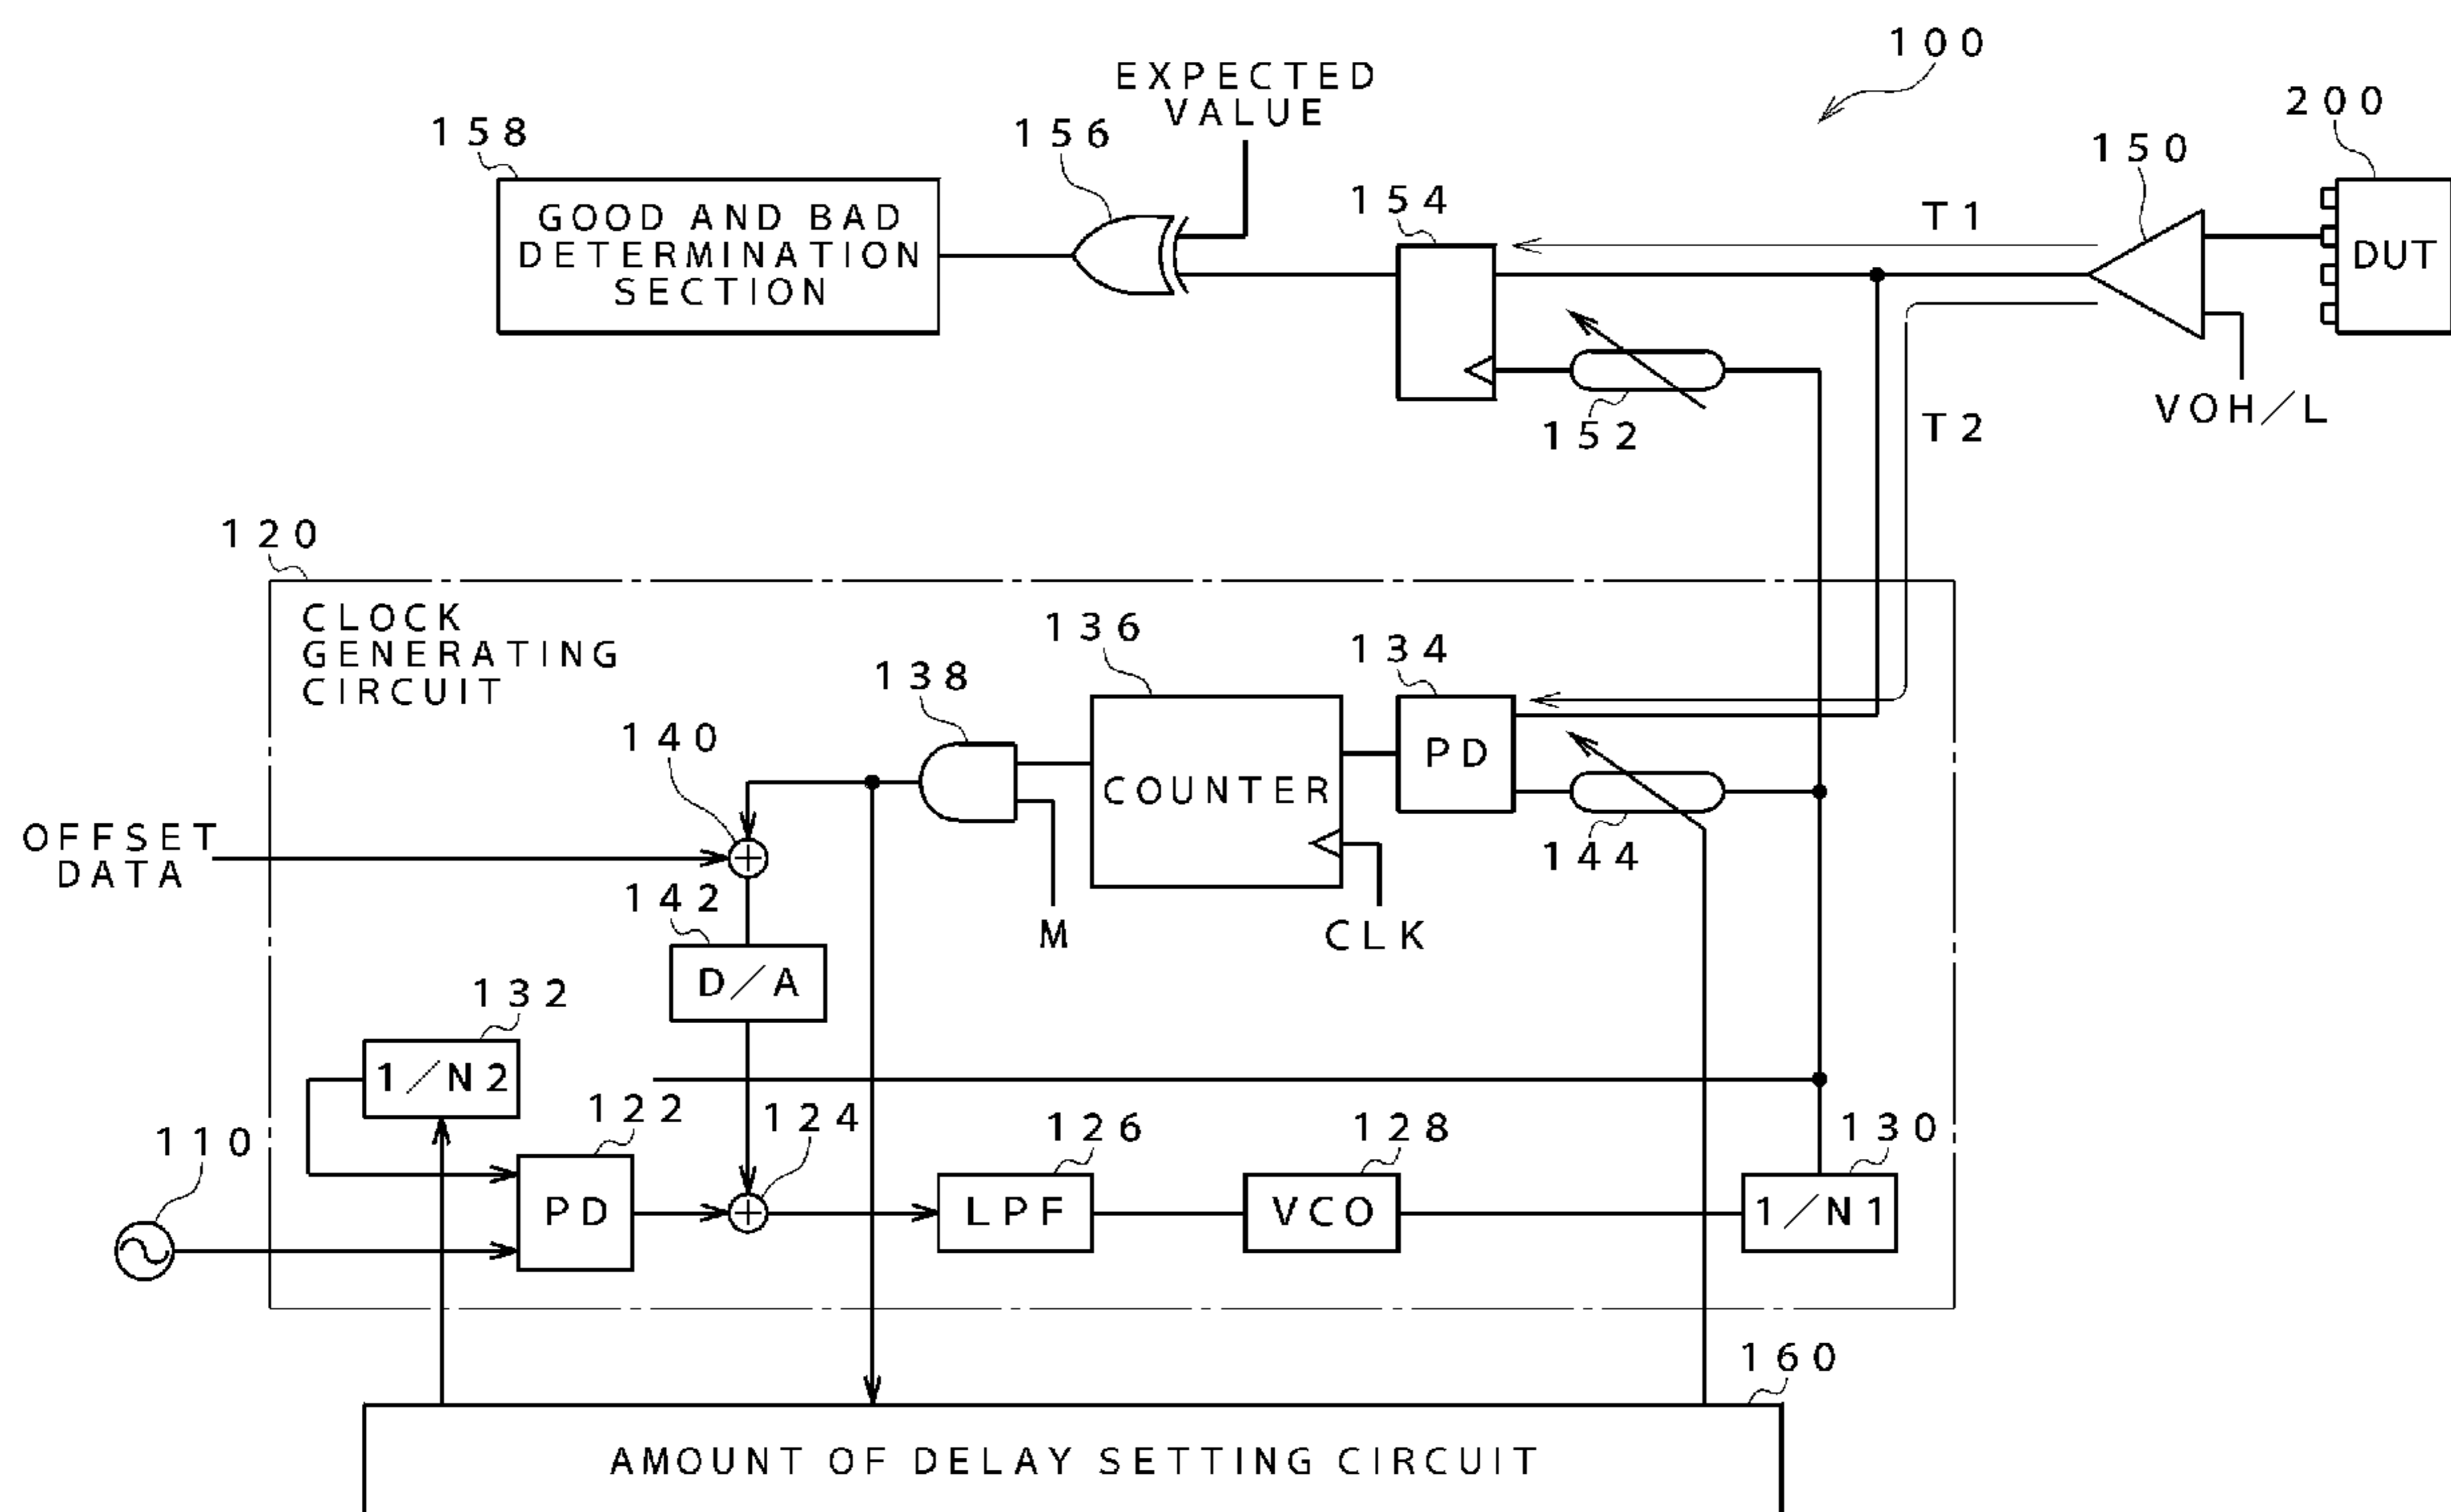 100
EXPECTED
VALUE
200
158
156
150
154
GOOD AND BAD
DETERMINATION
SECTION
T1
DUT
VOH/L
152
T2
120
CLOCK
GENERATING
CIRCUIT
136
134
138
140
PD
COUNTER
OFFSET
DATA
144
142
M
CLK
D/A
132
1/N2
122
124
126
128
130
110
PD
LPF
VCO
1/N1
160
AMOUNT OF DELAY SETTING CIRCUIT